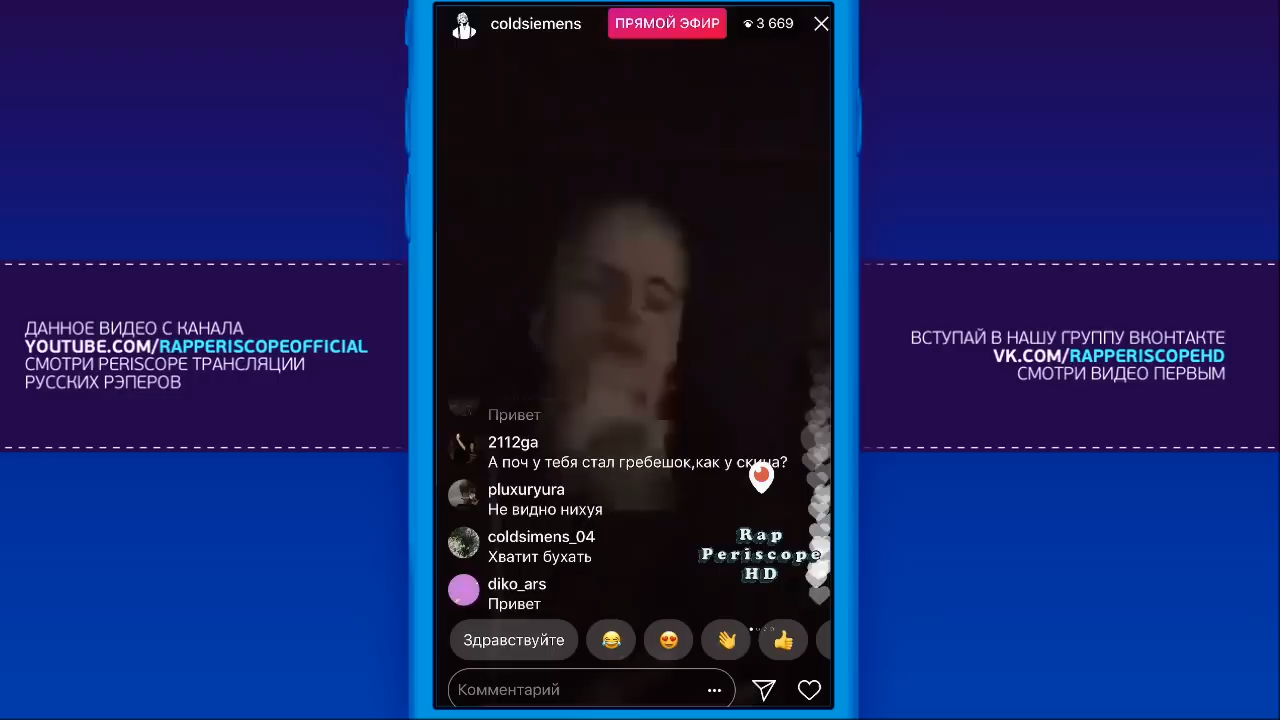 coldsiemens
ПРЯМОЙ ЭФИР
3 669
ДАННОЕ ВИДЕО С КАНАЛА
YOUTUBE.COM/RAPPERISCOPEOFFICIAL
СМОТРИ PERISCOPE ТРАНСЛЯЦИИ
РУССКИХ РЭПЕРОВ
ВСТУПАЙ В НАШУ ГРУППУ ВКОНТАКТЕ
VK.COM/RAPPERISCOPEHD
СМОТРИ ВИДЕО ПЕРВЫМ
Привет
2112ga
А поч у тебя стал гребешок,как у скина?
pluxuryura
Не видно нихуя
coldsimens_04
Хватит бухать
diko_ars
Привет
Rap
Periscope
HD
Здравствуйте
Комментарий